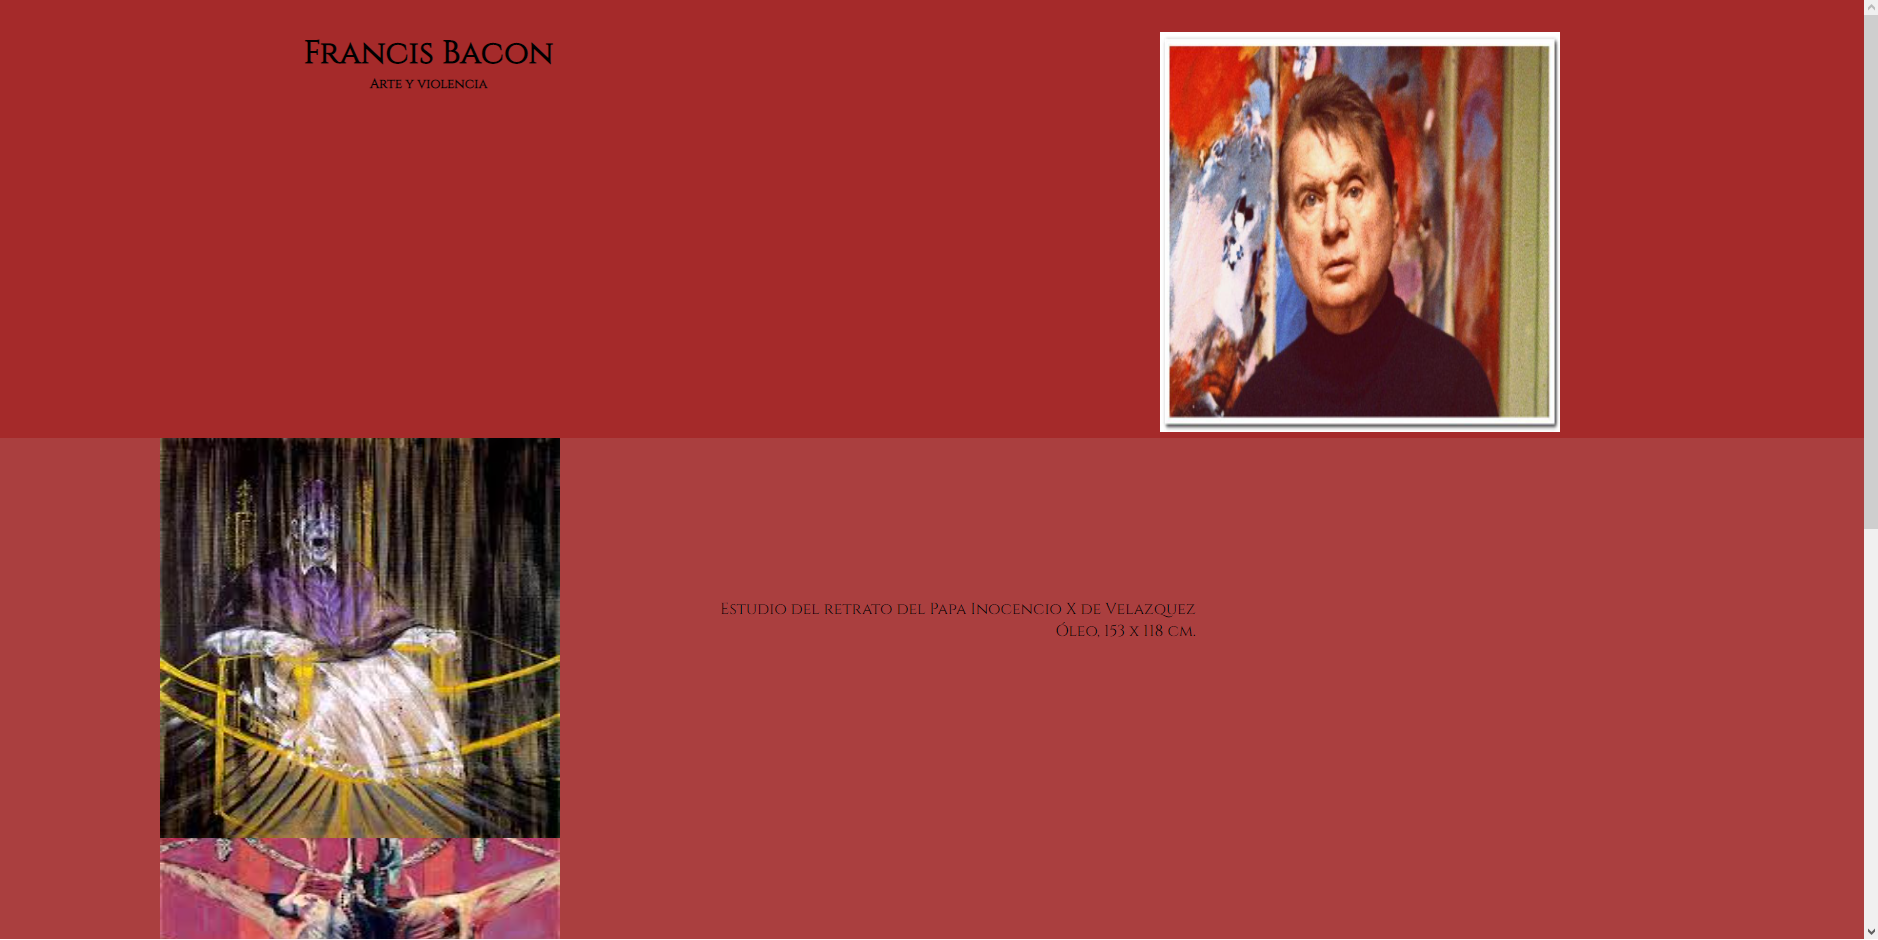 Francis Bacon
Arte y violencia
Estudio del retrato del Papa Inocencio X de Velazquez
Óleo, 153 x 118 cm.